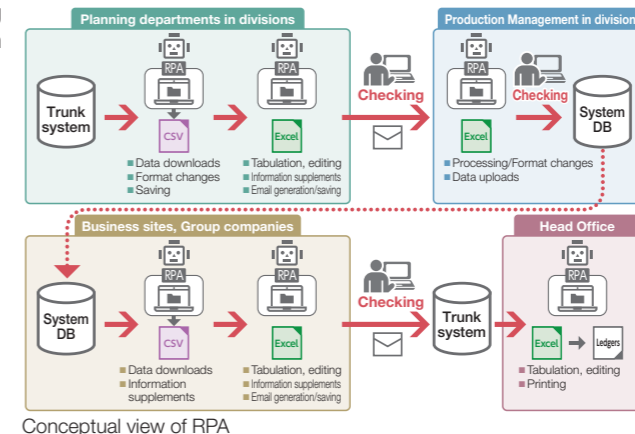 Planning departments in divisions
Production Management in division
RPA
RPA
RPA
Checking
Checking
Trunk
system
System
DB
CSV
Excel
Excel
■ Data downloads
■ Format changes
■ Saving
■ Tabulation, editing
■ Information supplements
■ Email generation/saving
■ Processing/Format changes
■ Data uploads
Business sites, Group companies
Head Office
RPA
RPA
RPA
Checking
System
DB
Trunk
system
CSV
Excel
Excel
Ledgers
■ Data downloads
■ Information
supplements
■ Tabulation, editing
■ Information supplements
■ Email generation/saving
■ Tabulation, editing
■ Printing
Conceptual view of RPA